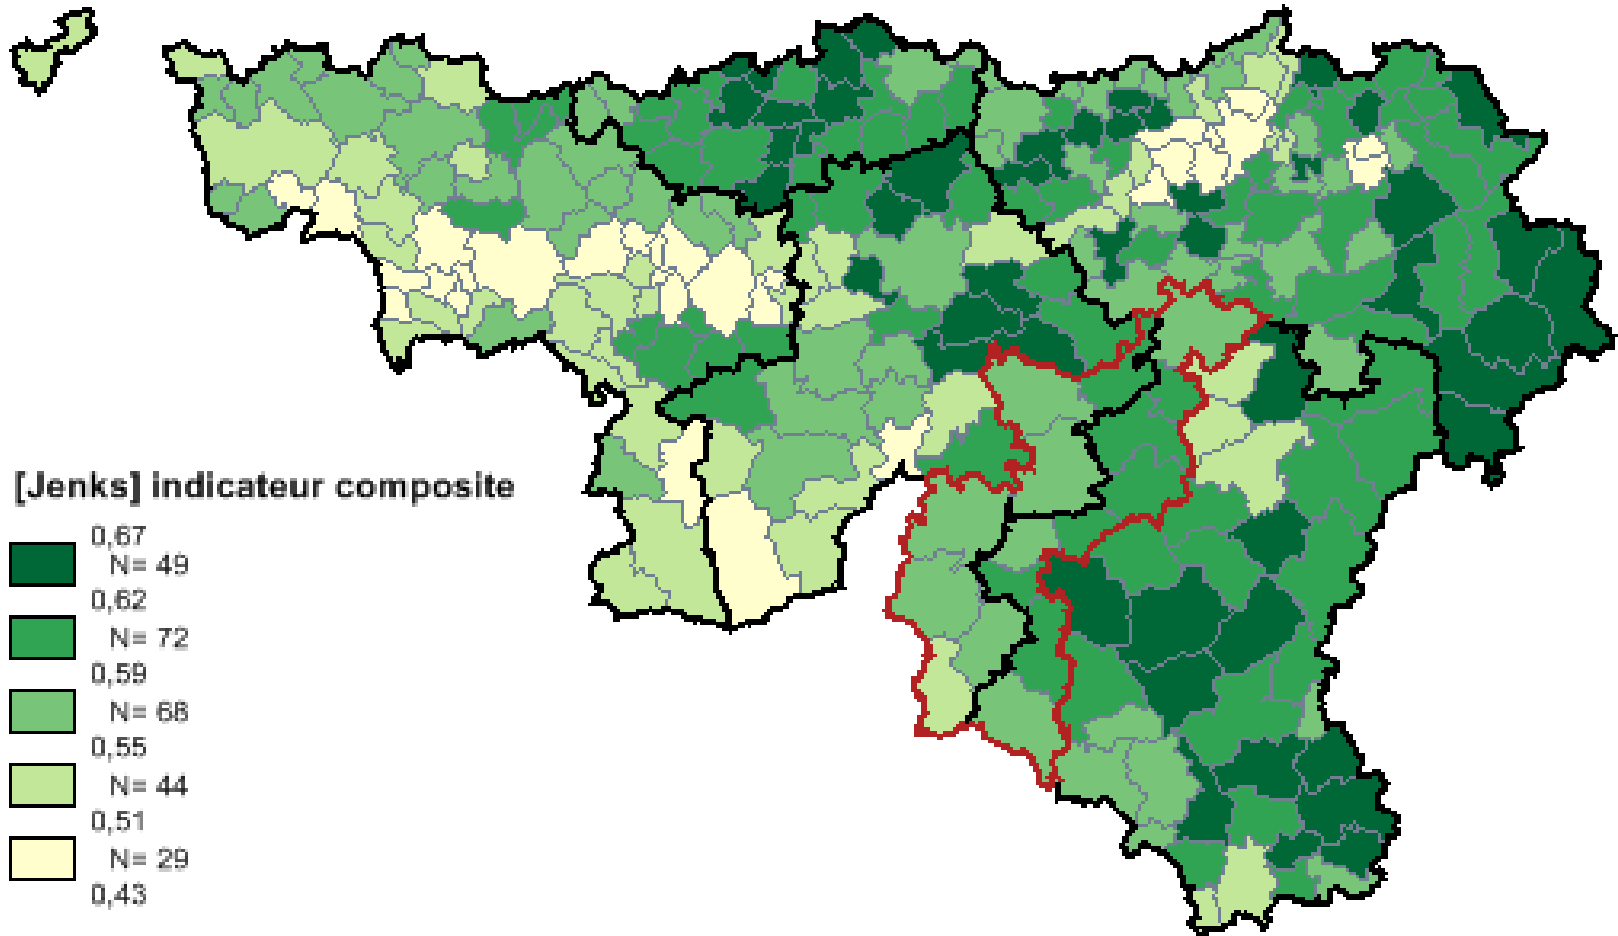 [Jenks] indicateur composite
0,67
N= 49
0,62
N= 72
0,59
N= 68
0,55
N= 44
0,51
N= 29
0,43